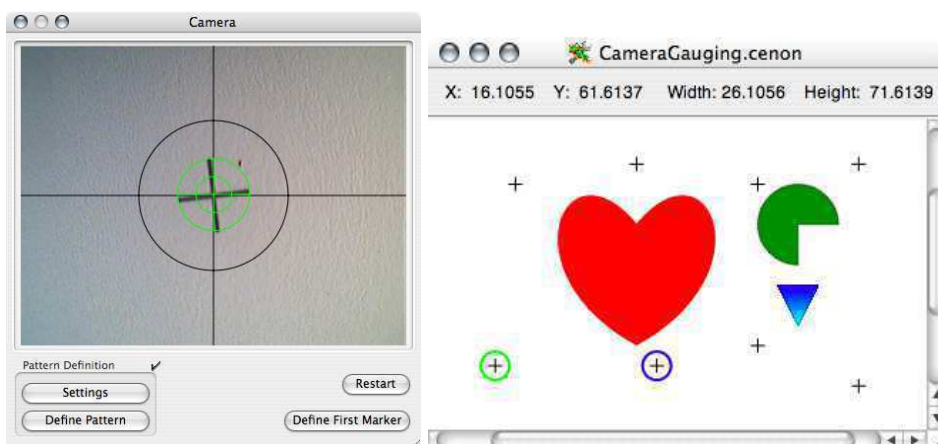 Camera
Pattern Definition
Settings
Define Pattern
Restart
Define First Marker
CameraGauging.cenon
X: 16.1055 Y: 61.6137 Width: 26.1056 Height: 71.6139